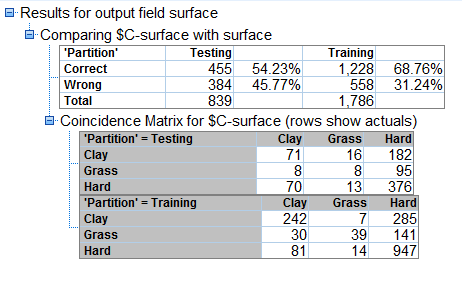 Results for output field surface
Comparing $C-surface with surface
'Partition' Testing Training
Correct 455 54.23% 1,228 68.76%
Wrong 384 45.77% 558 31.24%
Total 839 1,786
Coincidence Matrix for $C-surface (rows show actuals)
'Partition' = Testing Clay Grass Hard
Clay 71 16 182
Grass 8 8 95
Hard 70 13 376
'Partition' = Training Clay Grass Hard
Clay 242 7 285
Grass 30 39 141
Hard 81 14 947